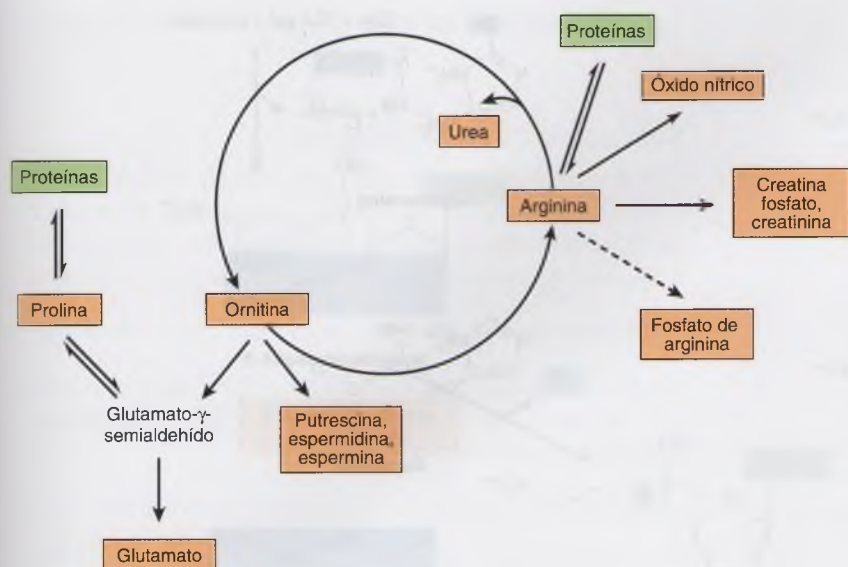 Proteínas
Óxido nítrico
Urea
Proteínas
Arginina
Creatina
fosfato,
creatinina
Prolina
Ornitina
Fosfato de
arginina
Glutamato-γ-
semialdehído
Putrescina,
espermidina,
espermina
Glutamato